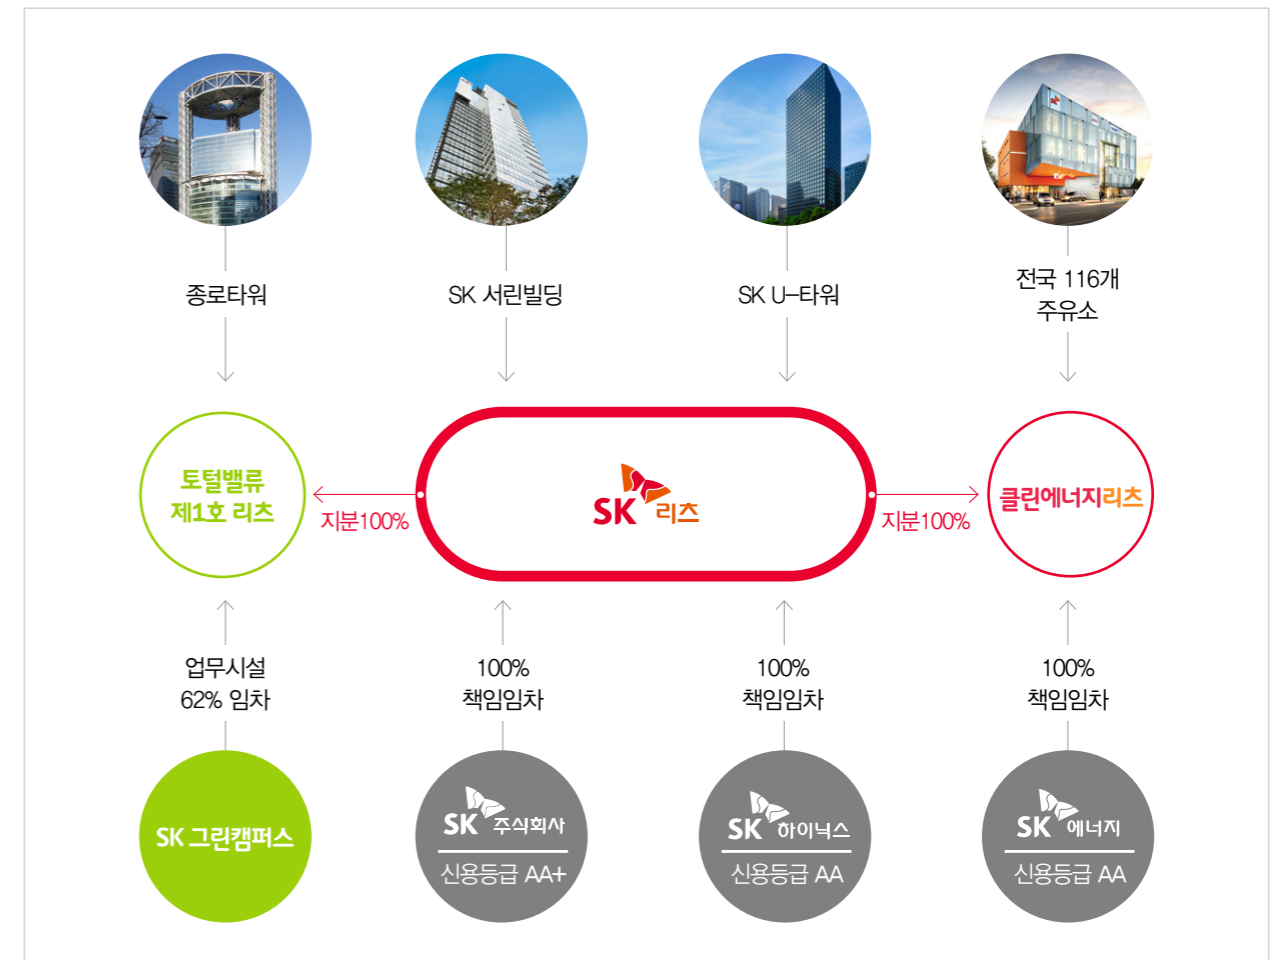 종로타워
SK 서린빌딩
SK U-타워
전국 116개
주유소
토털밸류
제1호 리츠
지분100%
SK 리츠
지분100%
클린에너지리츠
업무시설
62% 임차
100%
책임임차
100%
책임임차
100%
책임임차
SK 그린캠퍼스
SK 주식회사
신용등급 AA+
SK 하이닉스
신용등급 AA
SK 에너지
신용등급 AA